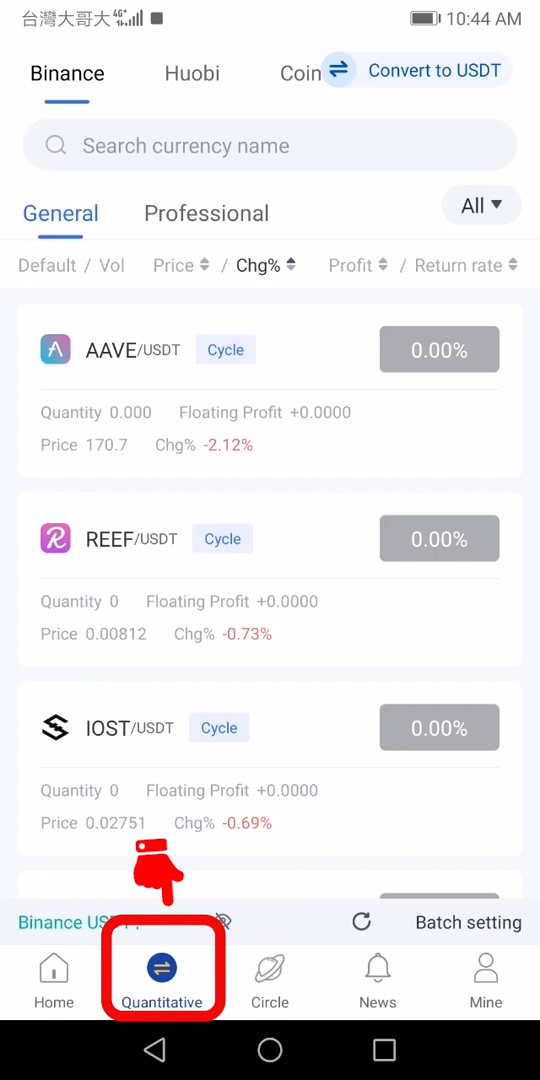 台灣大哥大 4G+ 10:44 AM
Binance Huobi Coin Convert to USDT
Search currency name
General Professional All
Default / Vol Price / Chg% Profit / Return rate
AAVE/USDT Cycle 0.00%
Quantity 0.000 Floating Profit +0.0000
Price 170.7 Chg% -2.12%
REEF/USDT Cycle 0.00%
Quantity 0 Floating Profit +0.0000
Price 0.00812 Chg% -0.73%
IOST/USDT Cycle 0.00%
Quantity 0 Floating Profit +0.0000
Price 0.02751 Chg% -0.69%
Binance Batch setting
Home Quantitative Circle News Mine